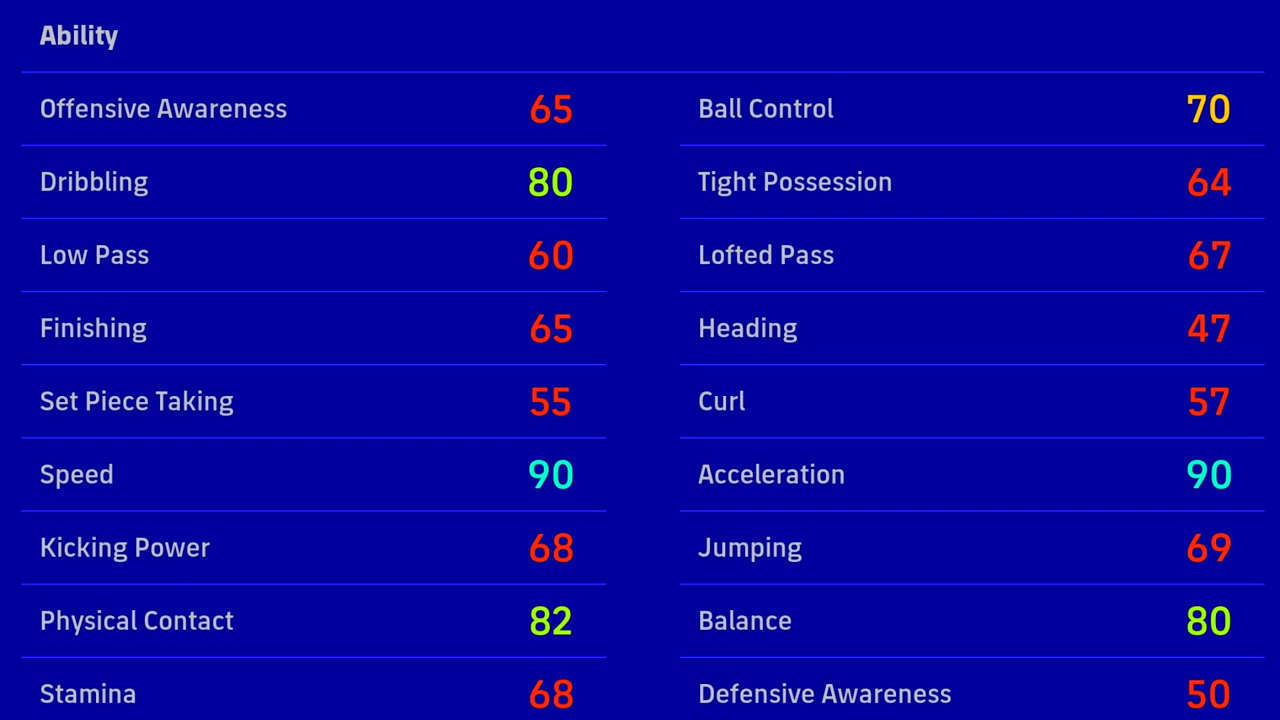 Ability
Offensive Awareness 65 Ball Control 70
Dribbling 80 Tight Possession 64
Low Pass 60 Lofted Pass 67
Finishing 65 Heading 47
Set Piece Taking 55 Curl 57
Speed 90 Acceleration 90
Kicking Power 68 Jumping 69
Physical Contact 82 Balance 80
Stamina 68 Defensive Awareness 50